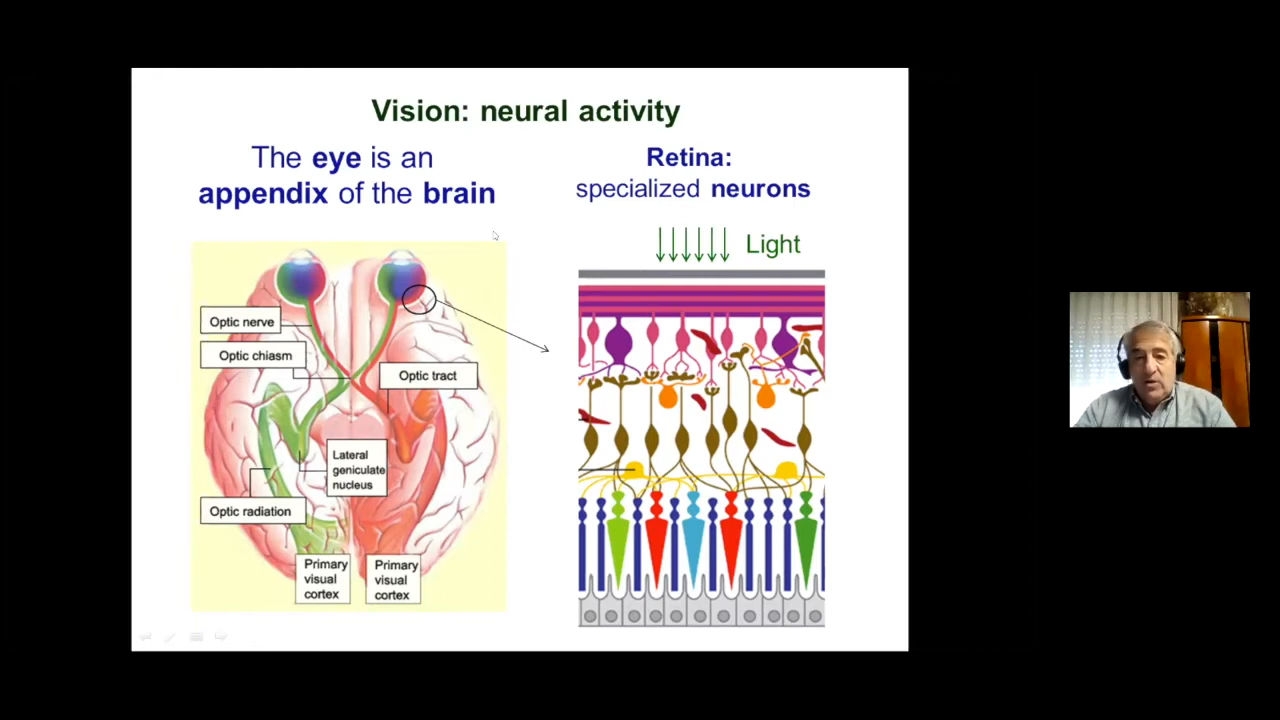 Vision: neural activity
The eye is an
appendix of the brain
Retina:
specialized neurons
Light
Optic nerve
Optic chiasm
Optic tract
Lateral
geniculate
nucleus
Optic radiation
Primary
visual
cortex
Primary
visual
cortex